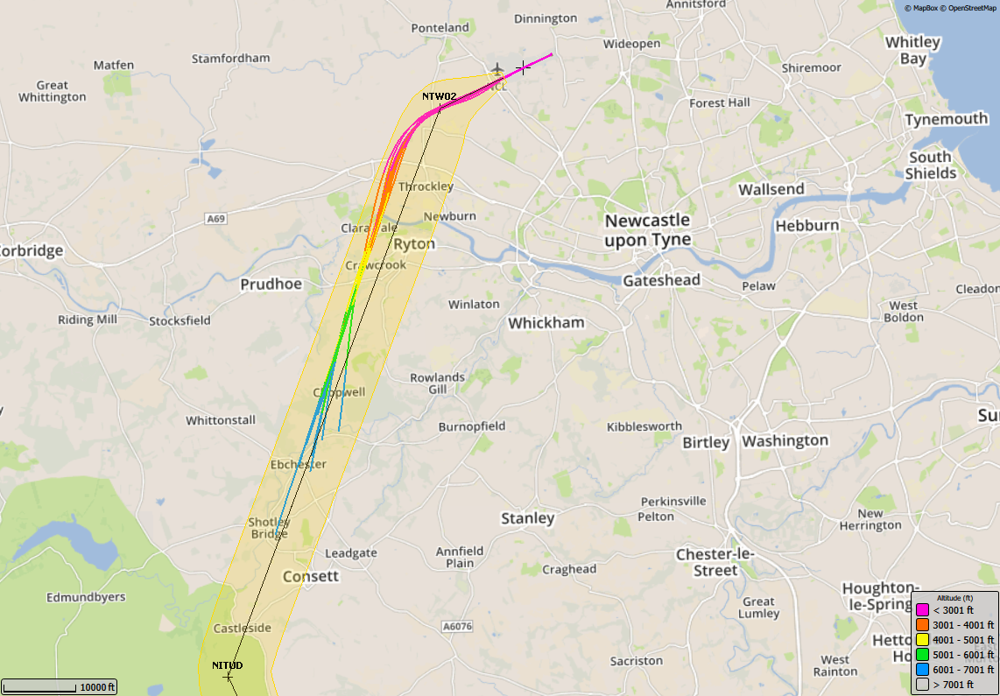 © MapBox © OpenStreetMap
Annitsford
Dinnington
Ponteland
Wideopen
Whitley
Bay
Stamfordham
Matfen
Shiremoor
Great
Whittington
NCL
NTW02
Forest Hall
Tynemouth
South
Shields
Throckley
Wallsend
A69
Newburn
Newcastle
upon Tyne
Hebburn
Clara Vale
Ryton
Corbridge
Crawcrook
Prudhoe
Gateshead
Pelaw
Cleadon
Winlaton
West
Boldon
Riding Mill
Stocksfield
Whickham
Rowlands
Gill
Chopwell
Whittonstall
Burnopfield
Kibblesworth
Birtley
Washington
Ebchester
Perkinsville
Pelton
New
Herrington
Stanley
Shotley
Bridge
Leadgate
Annfield
Plain
Chester-le-
Street
Craghead
Consett
Houghton-
le-Spring
Edmundbyers
Great
Lumley
Castleside
A6076
Sacriston
West
Rainton
NITUD
10000 ft
Altitude (ft)
< 3001 ft
3001 - 4001 ft
4001 - 5001 ft
5001 - 6001 ft
6001 - 7001 ft
> 7001 ft